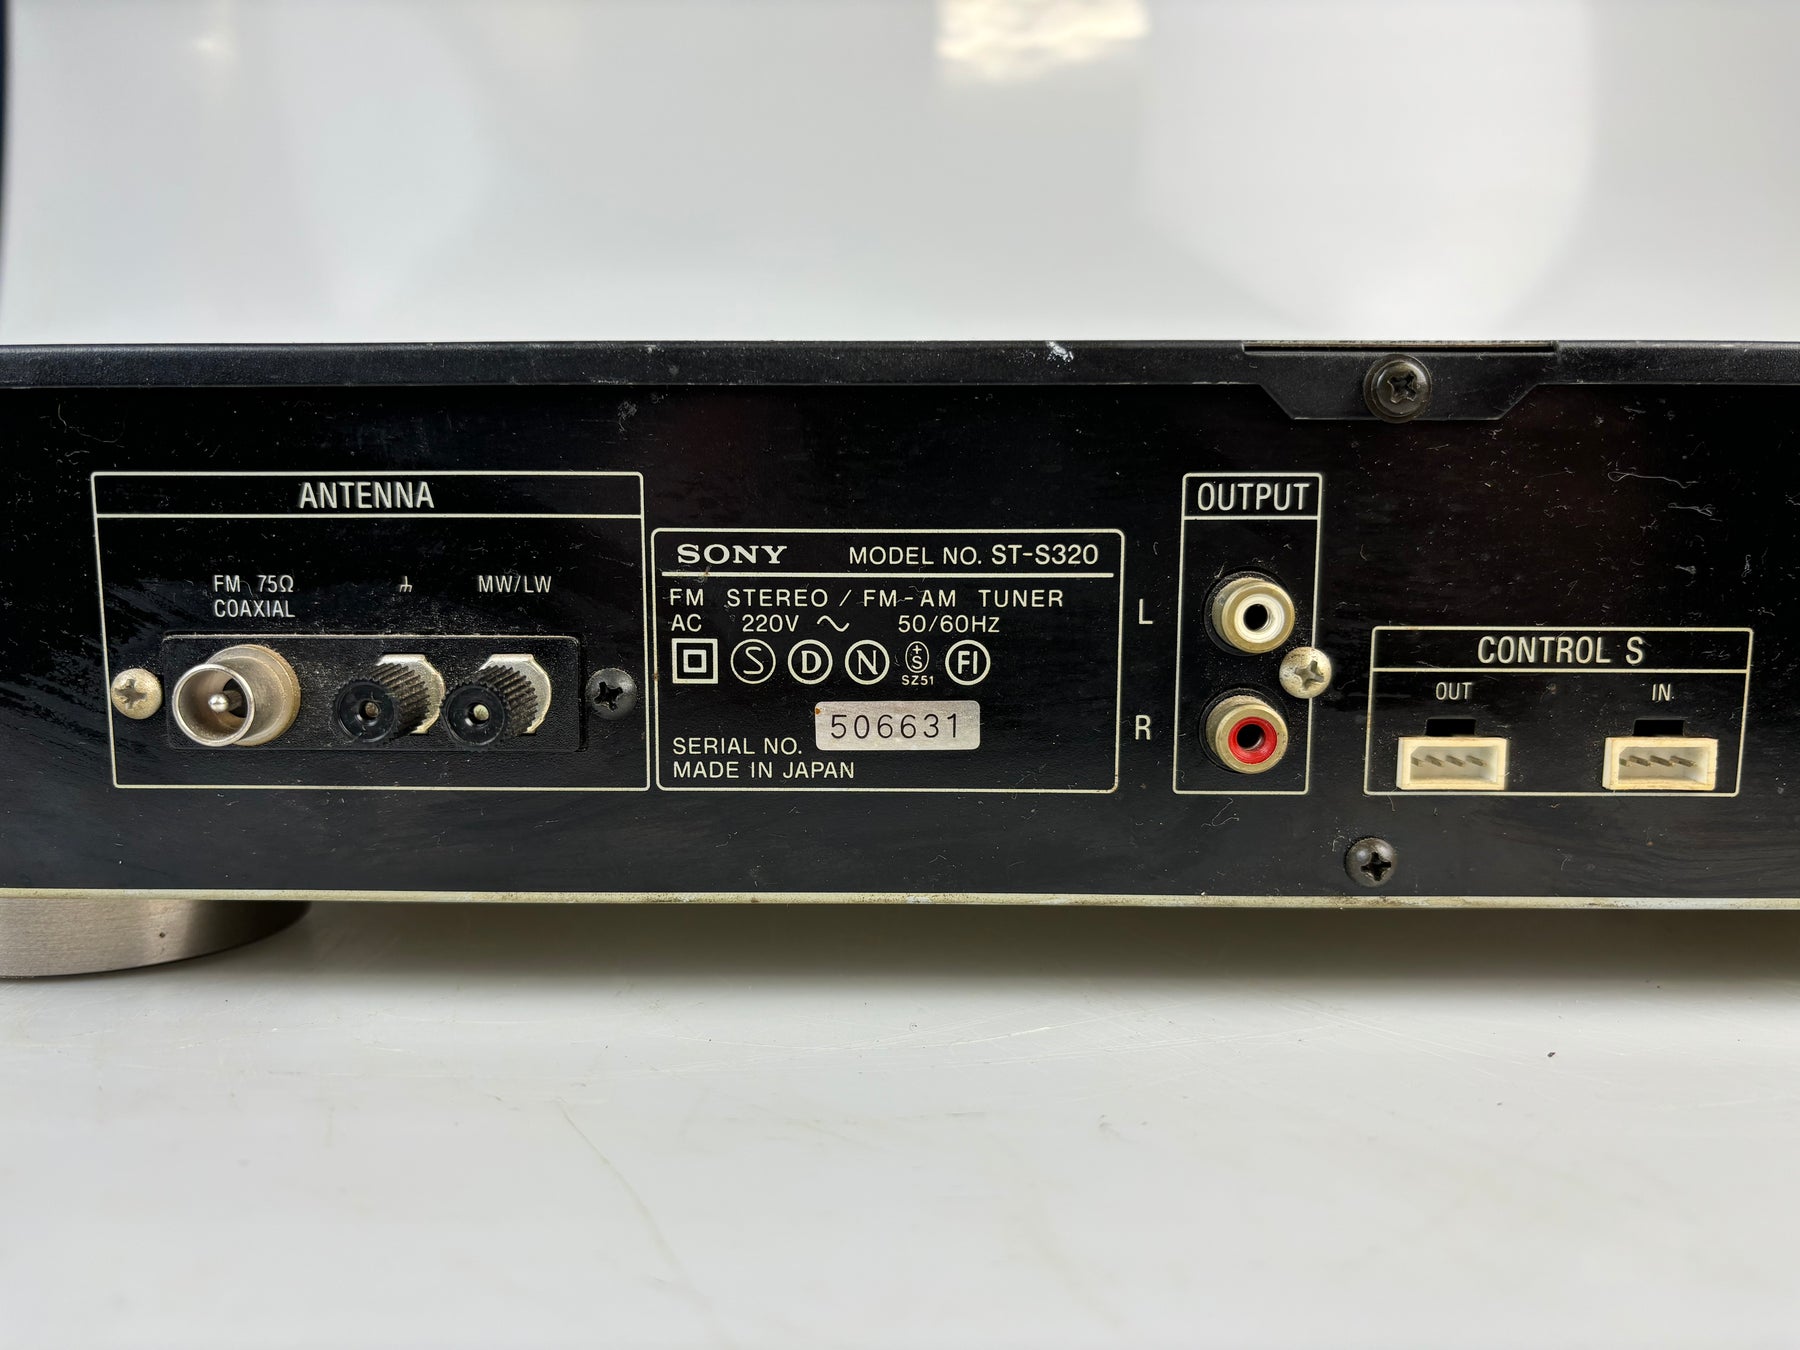 ANTENNA
FM 75Ω
COAXIAL
MW/LW
SONY MODEL NO. ST-S320
FM STEREO / FM-AM TUNER
AC 220V ~ 50/60HZ
S D N +S FI
SZ51
SERIAL NO. 506631
MADE IN JAPAN
OUTPUT
L
R
CONTROL S
OUT IN